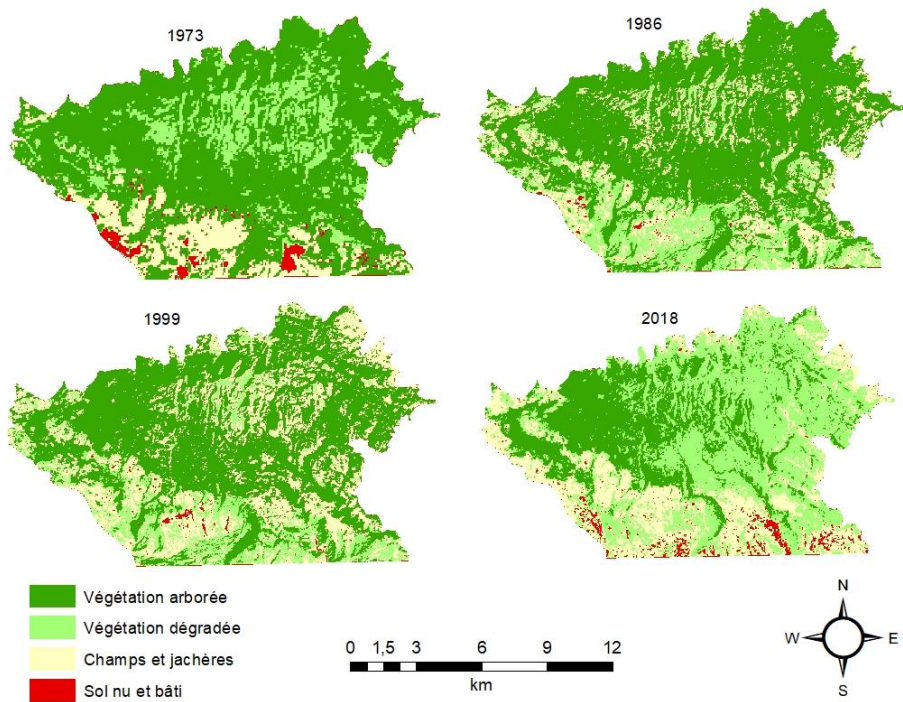 1973
1986
1999
2018
Végétation arborée
Végétation dégradée
Champs et jachères
Sol nu et bâti
0 1,5 3 6 9 12
km
N
W E
S